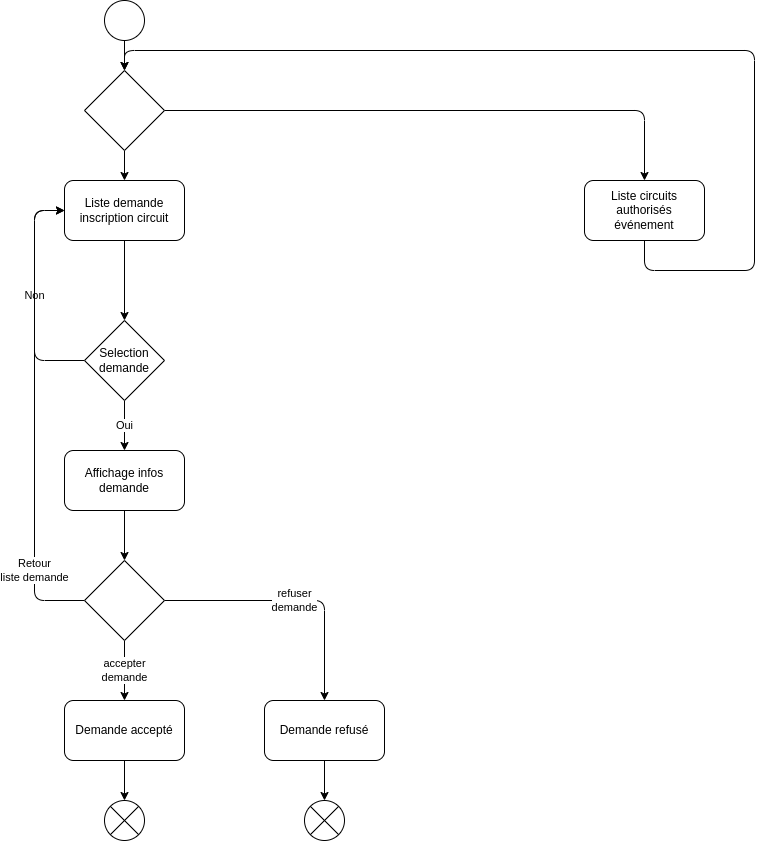 Liste demande
inscription circuit
Liste circuits
authorisés
événement
Non
Selection
demande
Oui
Affichage infos
demande
Retour
liste demande
refuser
demande
accepter
demande
Demande accepté
Demande refusé